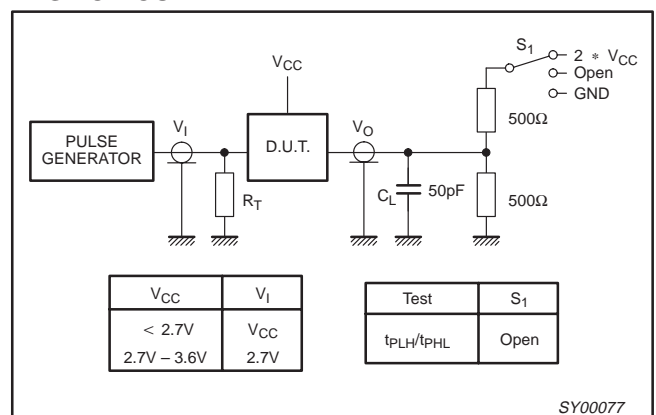 S1
2 * VCC
Open
GND
VCC
500Ω
PULSE
GENERATOR
VI
D.U.T.
VO
RT
CL
50pF
500Ω
VCC VI
< 2.7V VCC
2.7V – 3.6V 2.7V
Test S1
tPLH/tPHL Open
SY00077